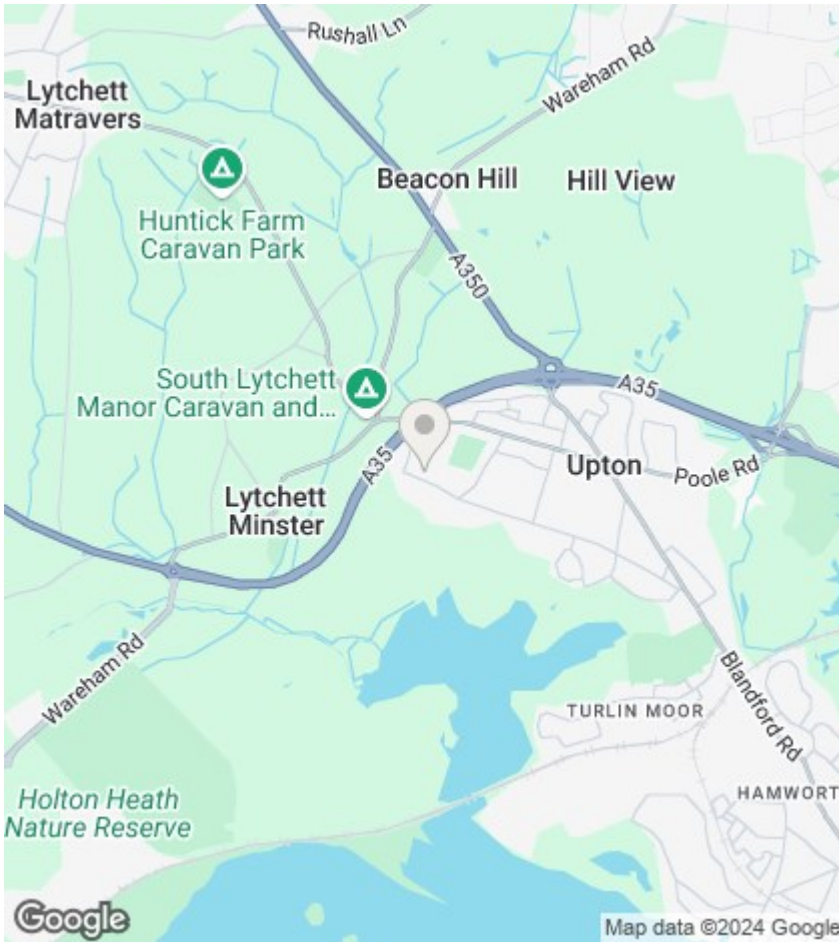 Rushall Ln
Wareham Rd
Lytchett
Matravers
Beacon Hill
Hill View
Huntick Farm
Caravan Park
A350
South Lytchett
Manor Caravan and...
A35
A35
Upton
Poole Rd
Lytchett
Minster
Wareham Rd
Blandford Rd
TURLIN MOOR
HAMWORT
Holton Heath
Nature Reserve
Google
Map data ©2024 Google